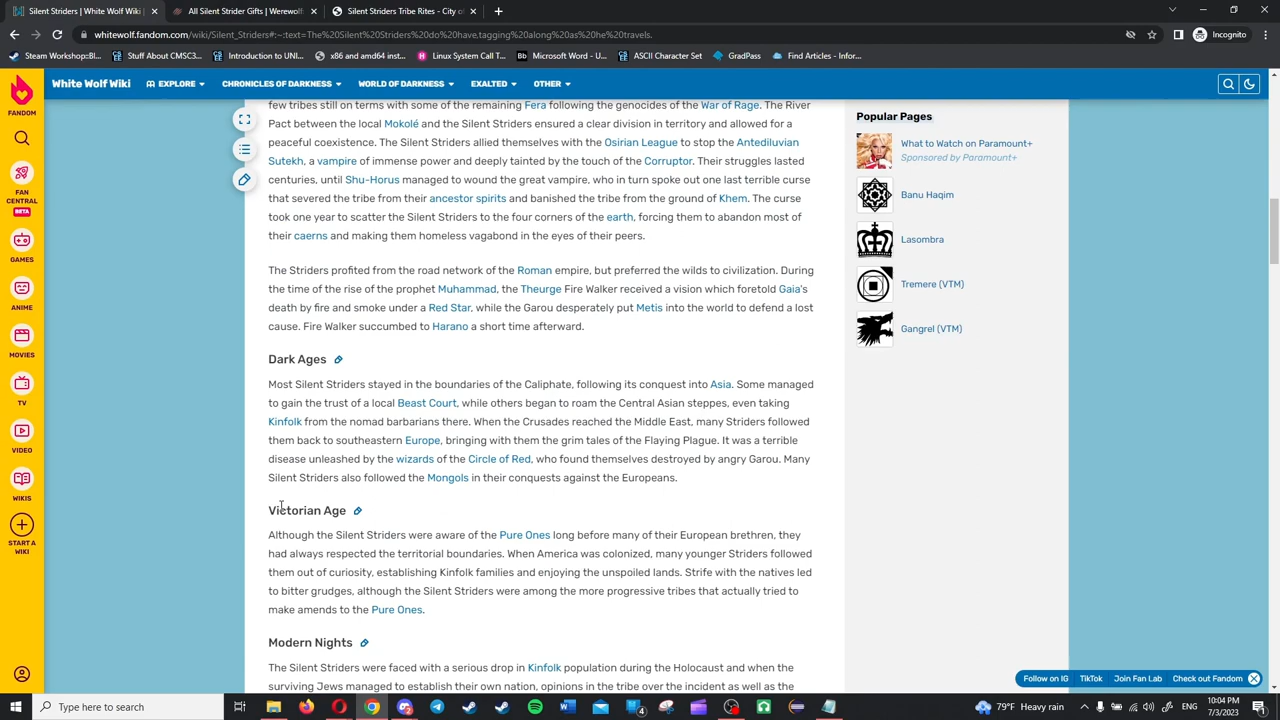 Silent Striders | White Wolf Wiki
All Silent Gifts | Werewolf the
Silent Striders Tribe Rites - City of
whitewolf.fandom.com/wiki/Silent_Striders#:~:text=The%20Silent%20Striders%20do%20have,tagging%20along%20as%20he%20travels.
Incognito
Steam Workshop:Bl...
Stuff About CMSC3...
Introduction to UNI...
x86 and amd64 inst...
Linux System Call T...
Microsoft Word - U...
ASCII Character Set
GradPass
Find Articles - Infor...
FANDOM
White Wolf Wiki
EXPLORE
CHRONICLES OF DARKNESS
WORLD OF DARKNESS
EXALTED
OTHER
FAN
CENTRAL
BETA
GAMES
ANIME
MOVIES
TV
VIDEO
WIKIS
START A
WIKI
few tribes still on terms with some of the remaining Fera following the genocides of the War of Rage. The River
Pact between the local Mokolé and the Silent Striders ensured a clear division in territory and allowed for a
peaceful coexistence. The Silent Striders allied themselves with the Osirian League to stop the Antediluvian
Sutekh, a vampire of immense power and deeply tainted by the touch of the Corruptor. Their struggles lasted
centuries, until Shu-Horus managed to wound the great vampire, who in turn spoke out one last terrible curse
that severed the tribe from their ancestor spirits and banished the tribe from the ground of Khem. The curse
took one year to scatter the Silent Striders to the four corners of the earth, forcing them to abandon most of
their caerns and making them homeless vagabond in the eyes of their peers.
The Striders profited from the road network of the Roman empire, but preferred the wilds to civilization. During
the time of the rise of the prophet Muhammad, the Theurge Fire Walker received a vision which foretold Gaia's
death by fire and smoke under a Red Star, while the Garou desperately put Metis into the world to defend a lost
cause. Fire Walker succumbed to Harano a short time afterward.
Dark Ages
Most Silent Striders stayed in the boundaries of the Caliphate, following its conquest into Asia. Some managed
to gain the trust of a local Beast Court, while others began to roam the Central Asian steppes, even taking
Kinfolk from the nomad barbarians there. When the Crusades reached the Middle East, many Striders followed
them back to southeastern Europe, bringing with them the grim tales of the Flaying Plague. It was a terrible
disease unleashed by the wizards of the Circle of Red, who found themselves destroyed by angry Garou. Many
Silent Striders also followed the Mongols in their conquests against the Europeans.
Victorian Age
Although the Silent Striders were aware of the Pure Ones long before many of their European brethren, they
had always respected the territorial boundaries. When America was colonized, many younger Striders followed
them out of curiosity, establishing Kinfolk families and enjoying the unspoiled lands. Strife with the natives led
to bitter grudges, although the Silent Striders were among the more progressive tribes that actually tried to
make amends to the Pure Ones.
Modern Nights
The Silent Striders were faced with a serious drop in Kinfolk population during the Holocaust and when the
surviving Jews managed to establish their own nation, opinions in the tribe over the incident as well as the
Popular Pages
What to Watch on Paramount+
Sponsored by Paramount+
Banu Haqim
Lasombra
Tremere (VTM)
Gangrel (VTM)
Follow on IG
TikTok
Join Fan Lab
Check out Fandom
Type here to search
79°F Heavy rain
10:04 PM
7/3/2023